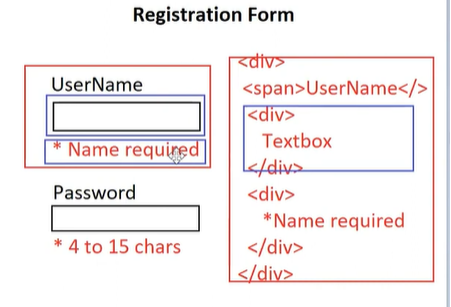 Registration Form
UserName
* Name required
Password
* 4 to 15 chars
<div>
<span>UserName</>
<div>
Textbox
</div>
<div>
*Name required
</div>
</div>